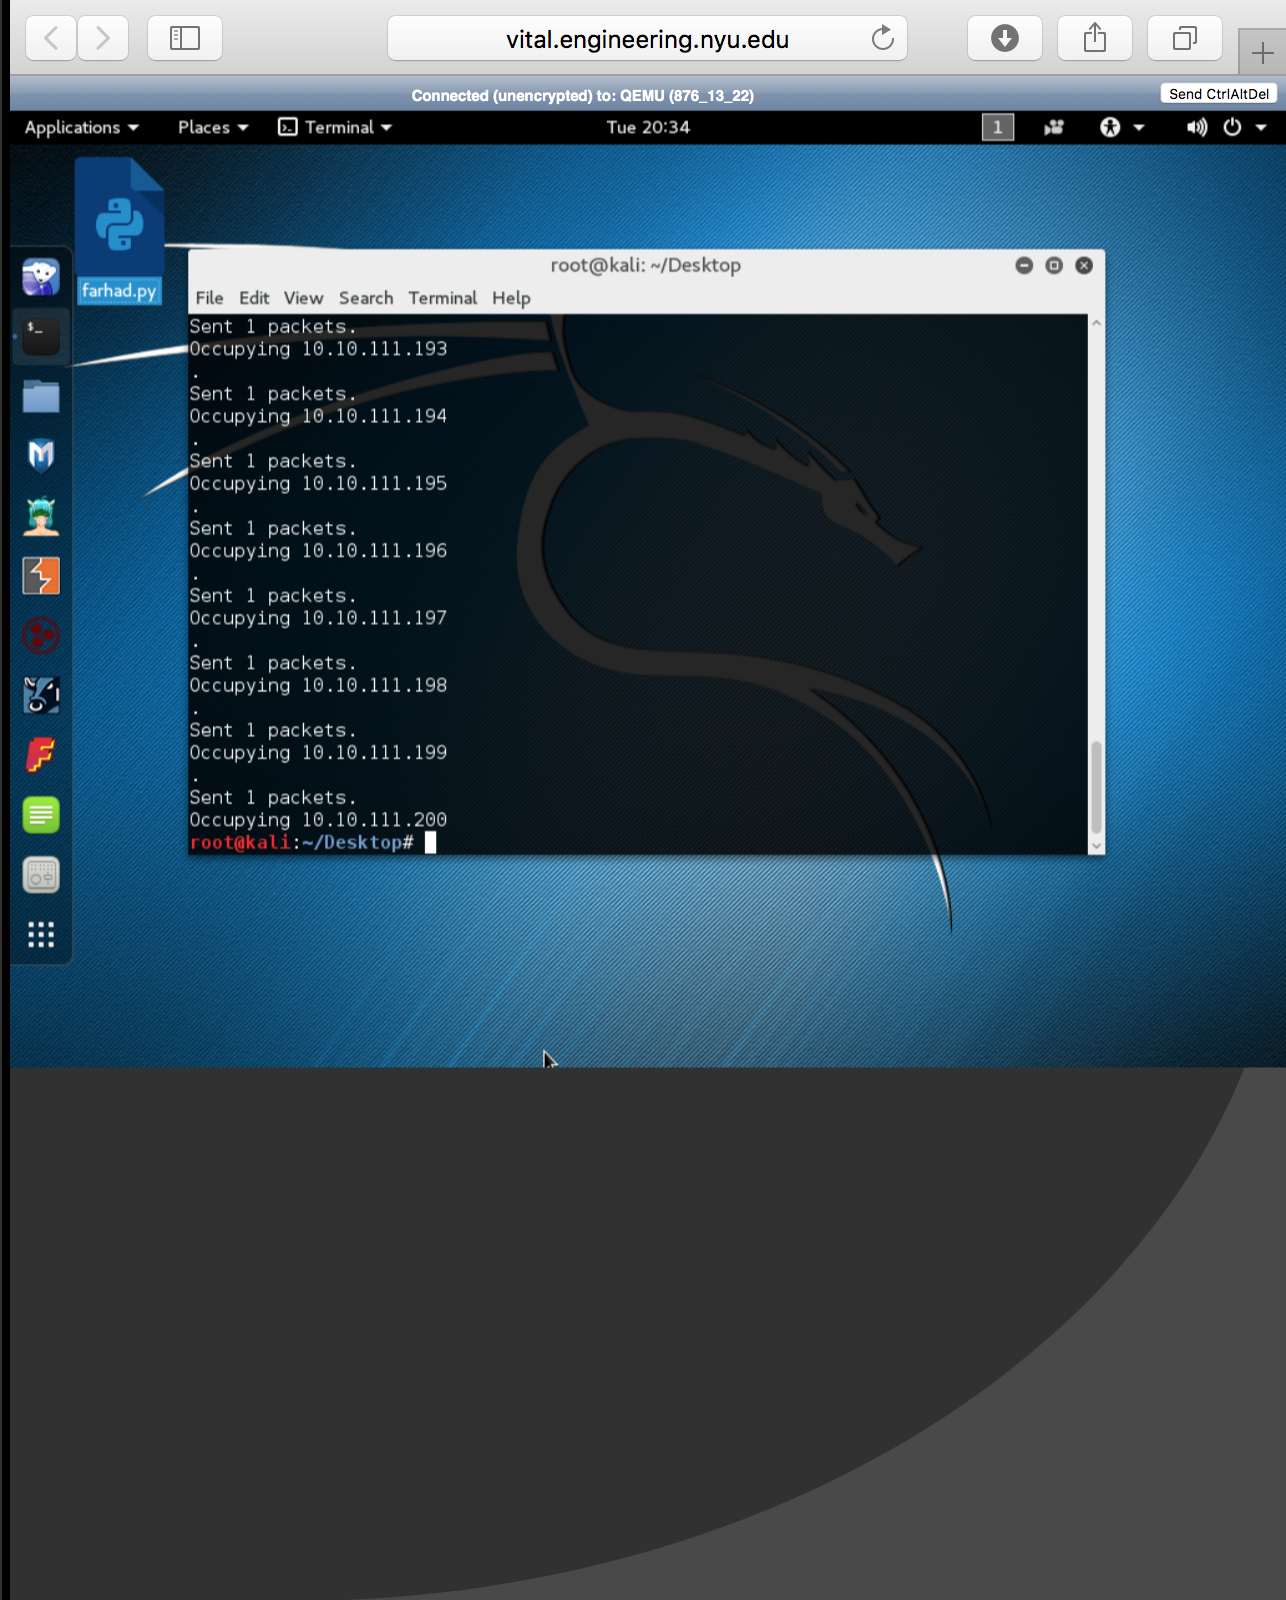 vital.engineering.nyu.edu
Connected (unencrypted) to: QEMU (876_13_22)
Send CtrlAltDel
Applications Places Terminal Tue 20:34 1
farhad.py
root@kali: ~/Desktop
File Edit View Search Terminal Help
Sent 1 packets.
Occupying 10.10.111.193
.
Sent 1 packets.
Occupying 10.10.111.194
.
Sent 1 packets.
Occupying 10.10.111.195
.
Sent 1 packets.
Occupying 10.10.111.196
.
Sent 1 packets.
Occupying 10.10.111.197
.
Sent 1 packets.
Occupying 10.10.111.198
.
Sent 1 packets.
Occupying 10.10.111.199
.
Sent 1 packets.
Occupying 10.10.111.200
root@kali:~/Desktop#